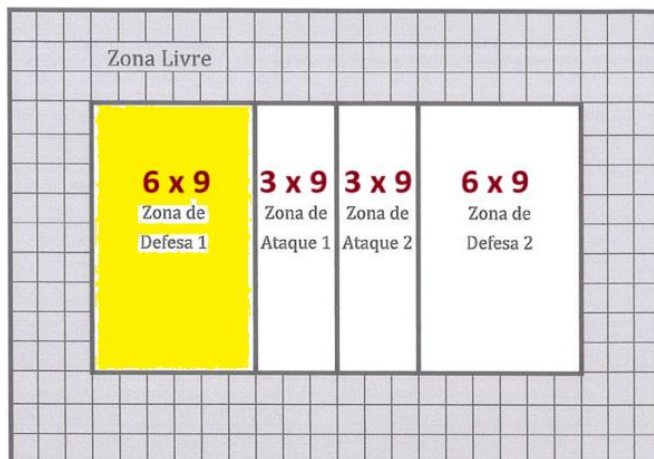 Zona Livre
6 x 9
3 x 9
3 x 9
6 x 9
Zona de
Defesa 1
Zona de
Ataque 1
Zona de
Ataque 2
Zona de
Defesa 2